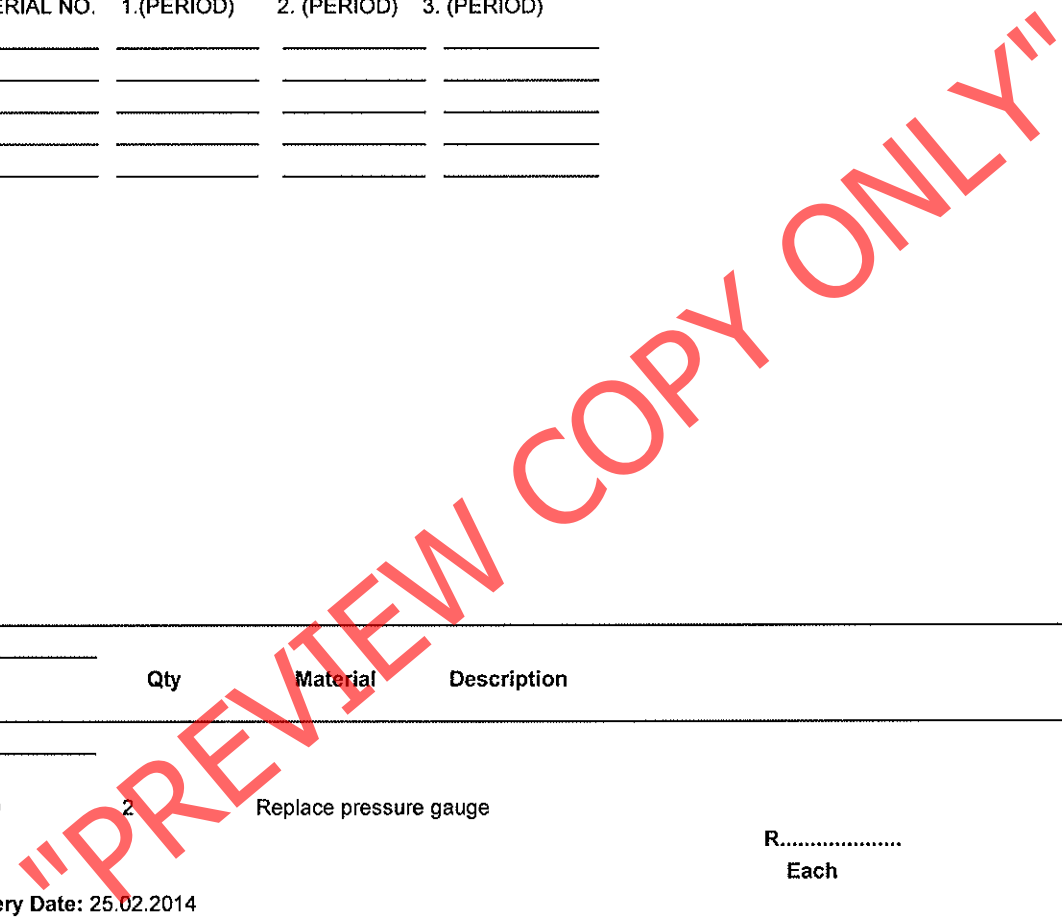 ERIAL NO. 1.(PERIOD) 2. (PERIOD) 3. (PERIOD)
Qty Material Description
2 Replace pressure gauge
R....................
Each
ery Date: 25.02.2014
"PREVIEW COPY ONLY"